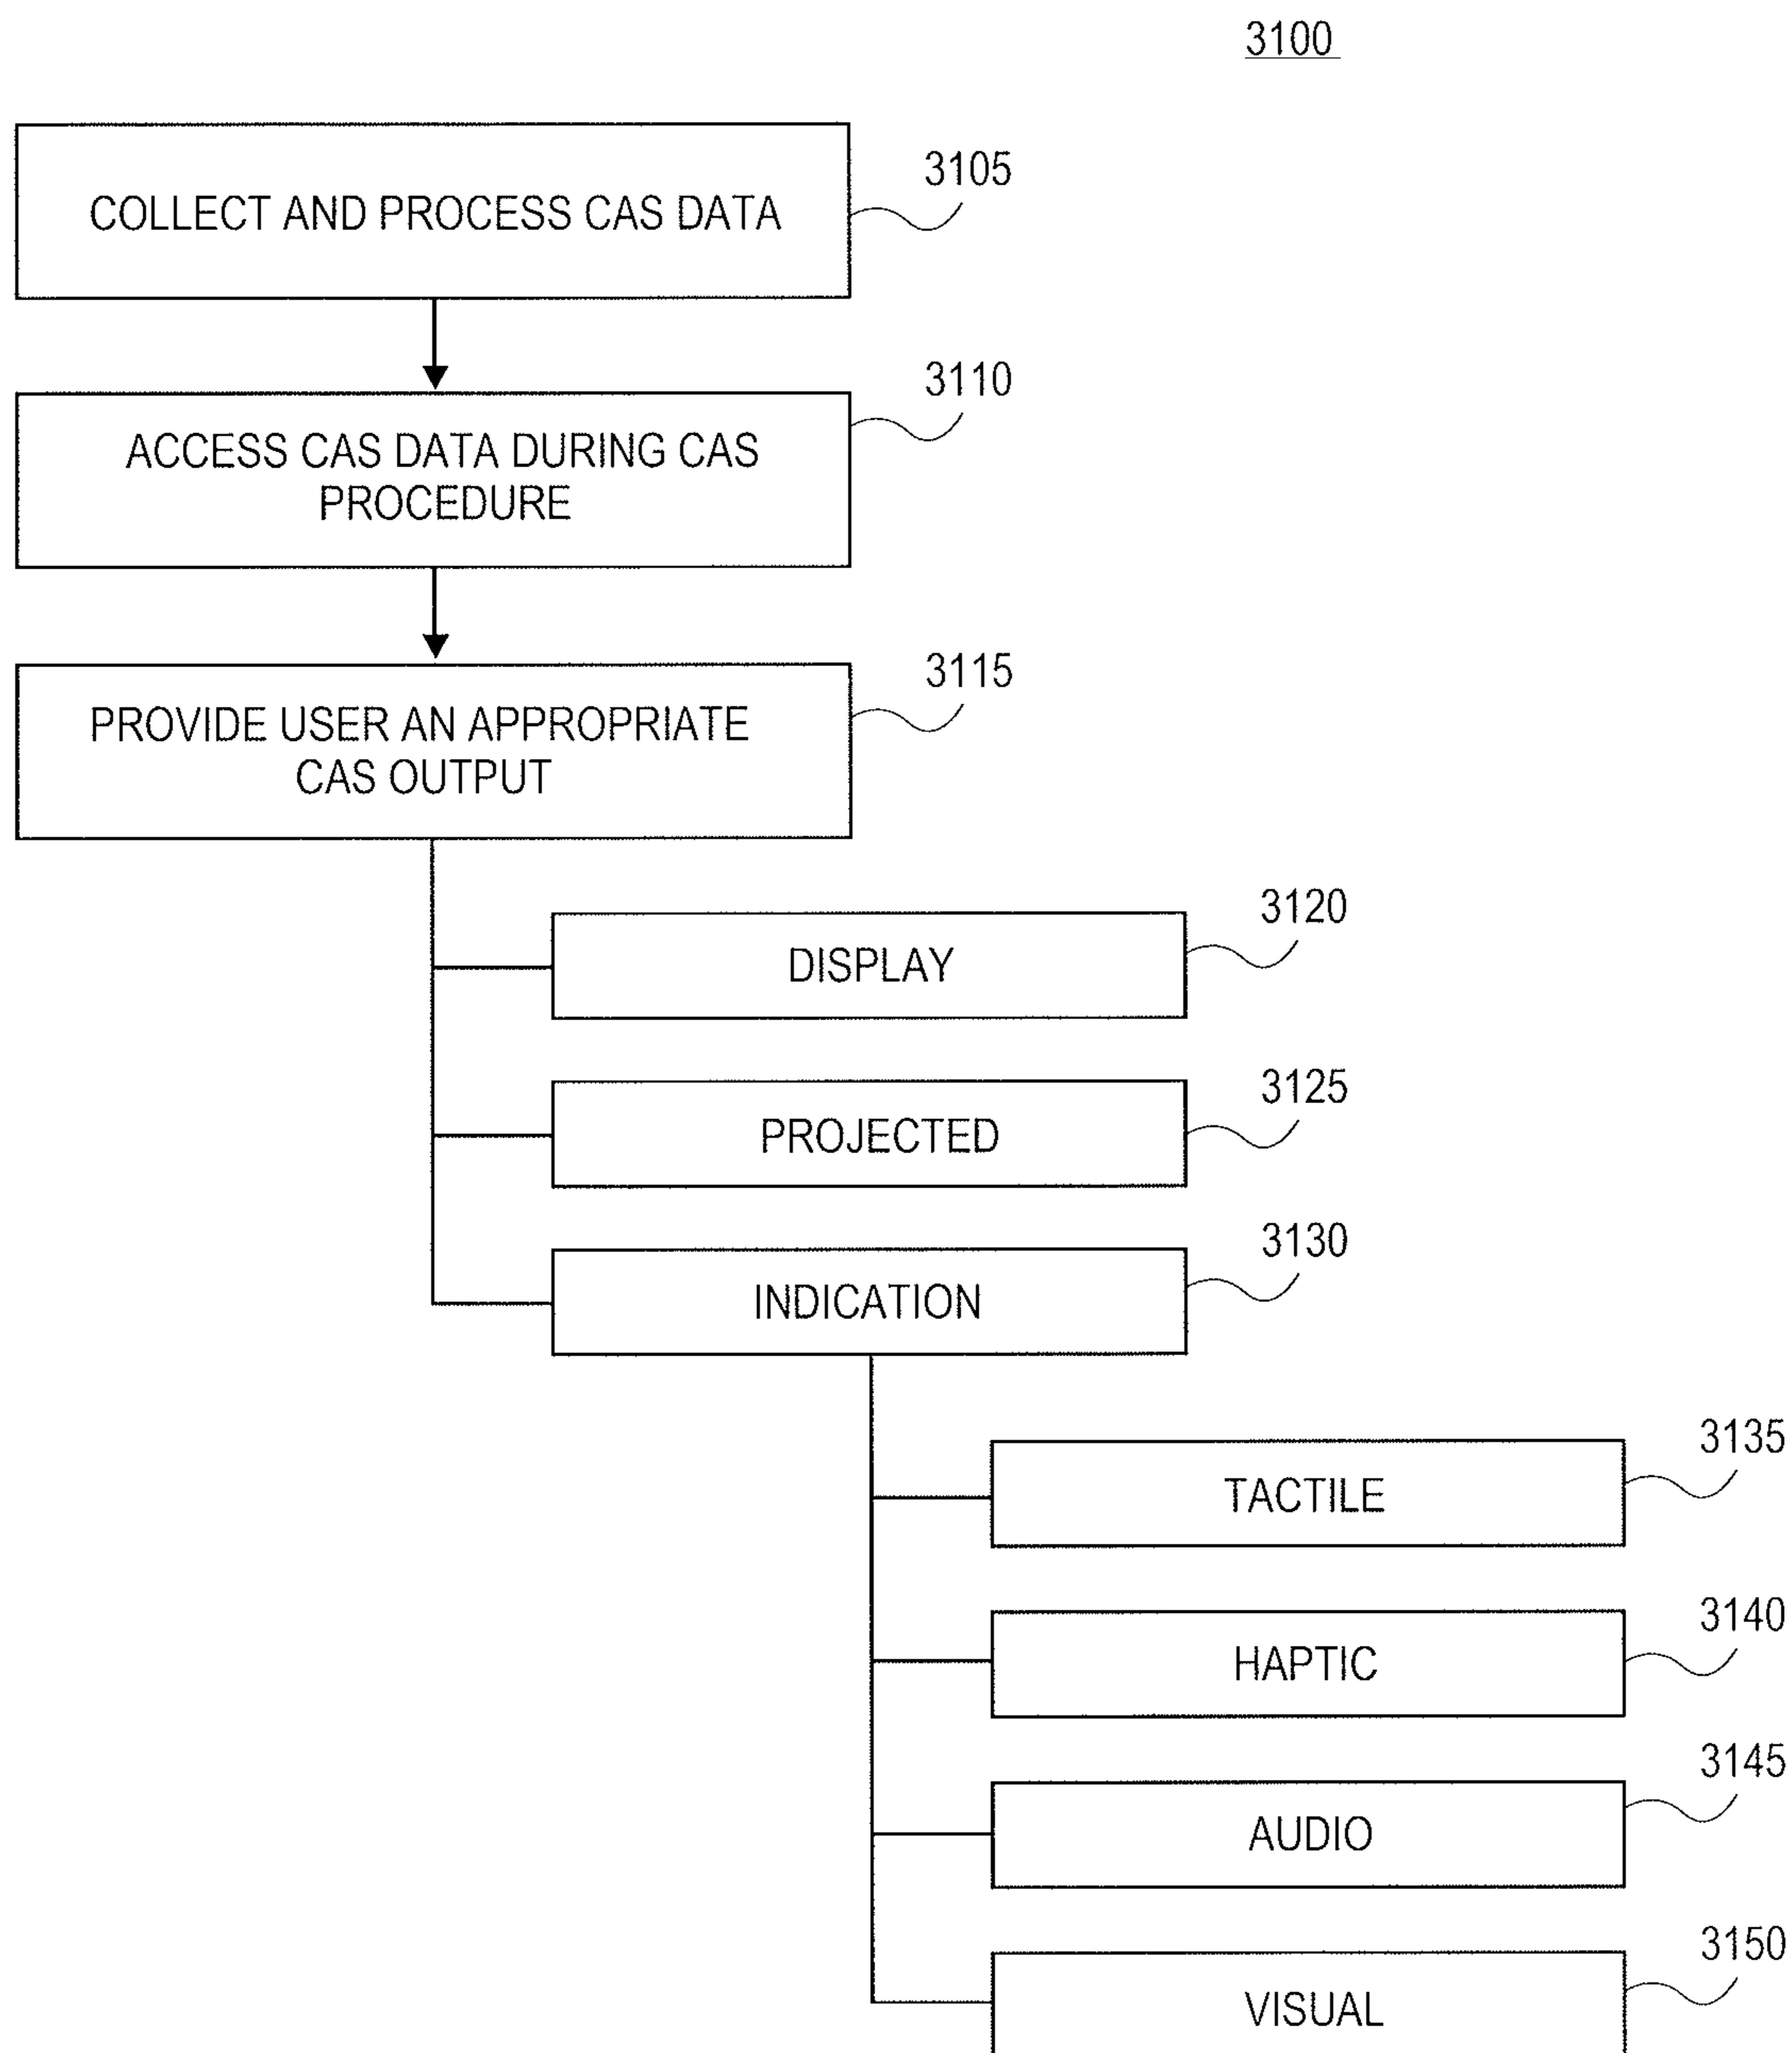 3100
COLLECT AND PROCESS CAS DATA
3105
ACCESS CAS DATA DURING CAS
PROCEDURE
3110
PROVIDE USER AN APPROPRIATE
CAS OUTPUT
3115
DISPLAY
3120
PROJECTED
3125
INDICATION
3130
TACTILE
3135
HAPTIC
3140
AUDIO
3145
VISUAL
3150